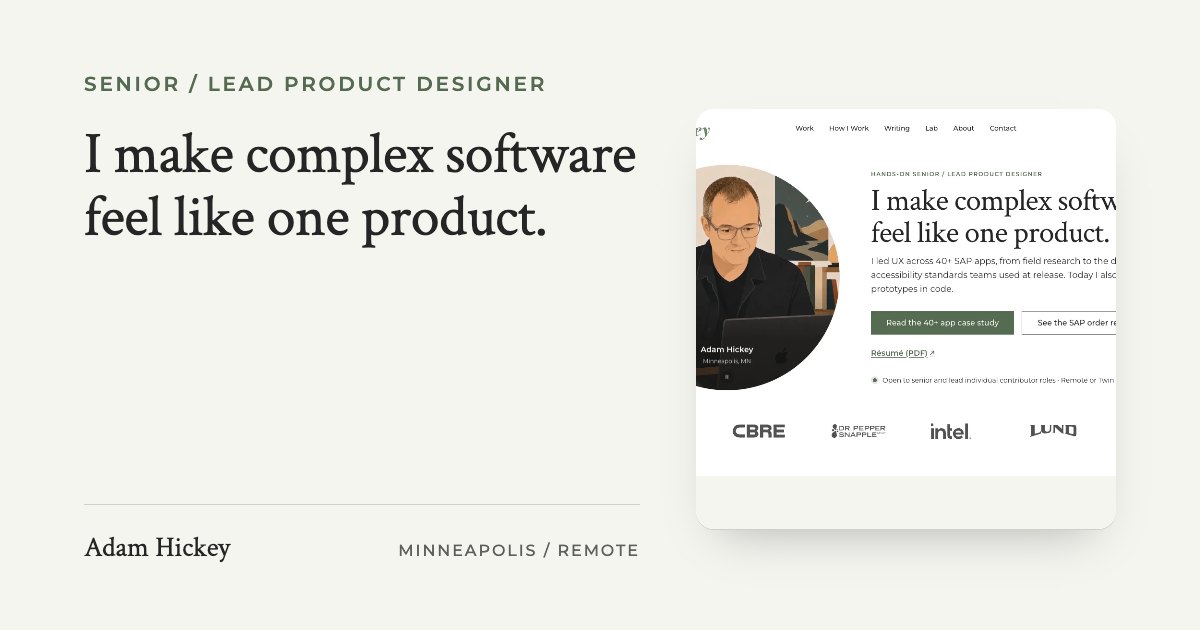 SENIOR / LEAD PRODUCT DESIGNER
I make complex software
feel like one product.
Adam Hickey
MINNEAPOLIS / REMOTE
ey
Work How I Work Writing Lab About Contact
HANDS-ON SENIOR / LEAD PRODUCT DESIGNER
I make complex softw
feel like one product.
I led UX across 40+ SAP apps, from field research to the d
accessibility standards teams used at release. Today I also
prototypes in code.
Read the 40+ app case study
See the SAP order re
Résumé (PDF) ↗
Open to senior and lead individual contributor roles · Remote or Twin
Adam Hickey
Minneapolis, MN
CBRE
DR PEPPER
SNAPPLE
intel.
LUND